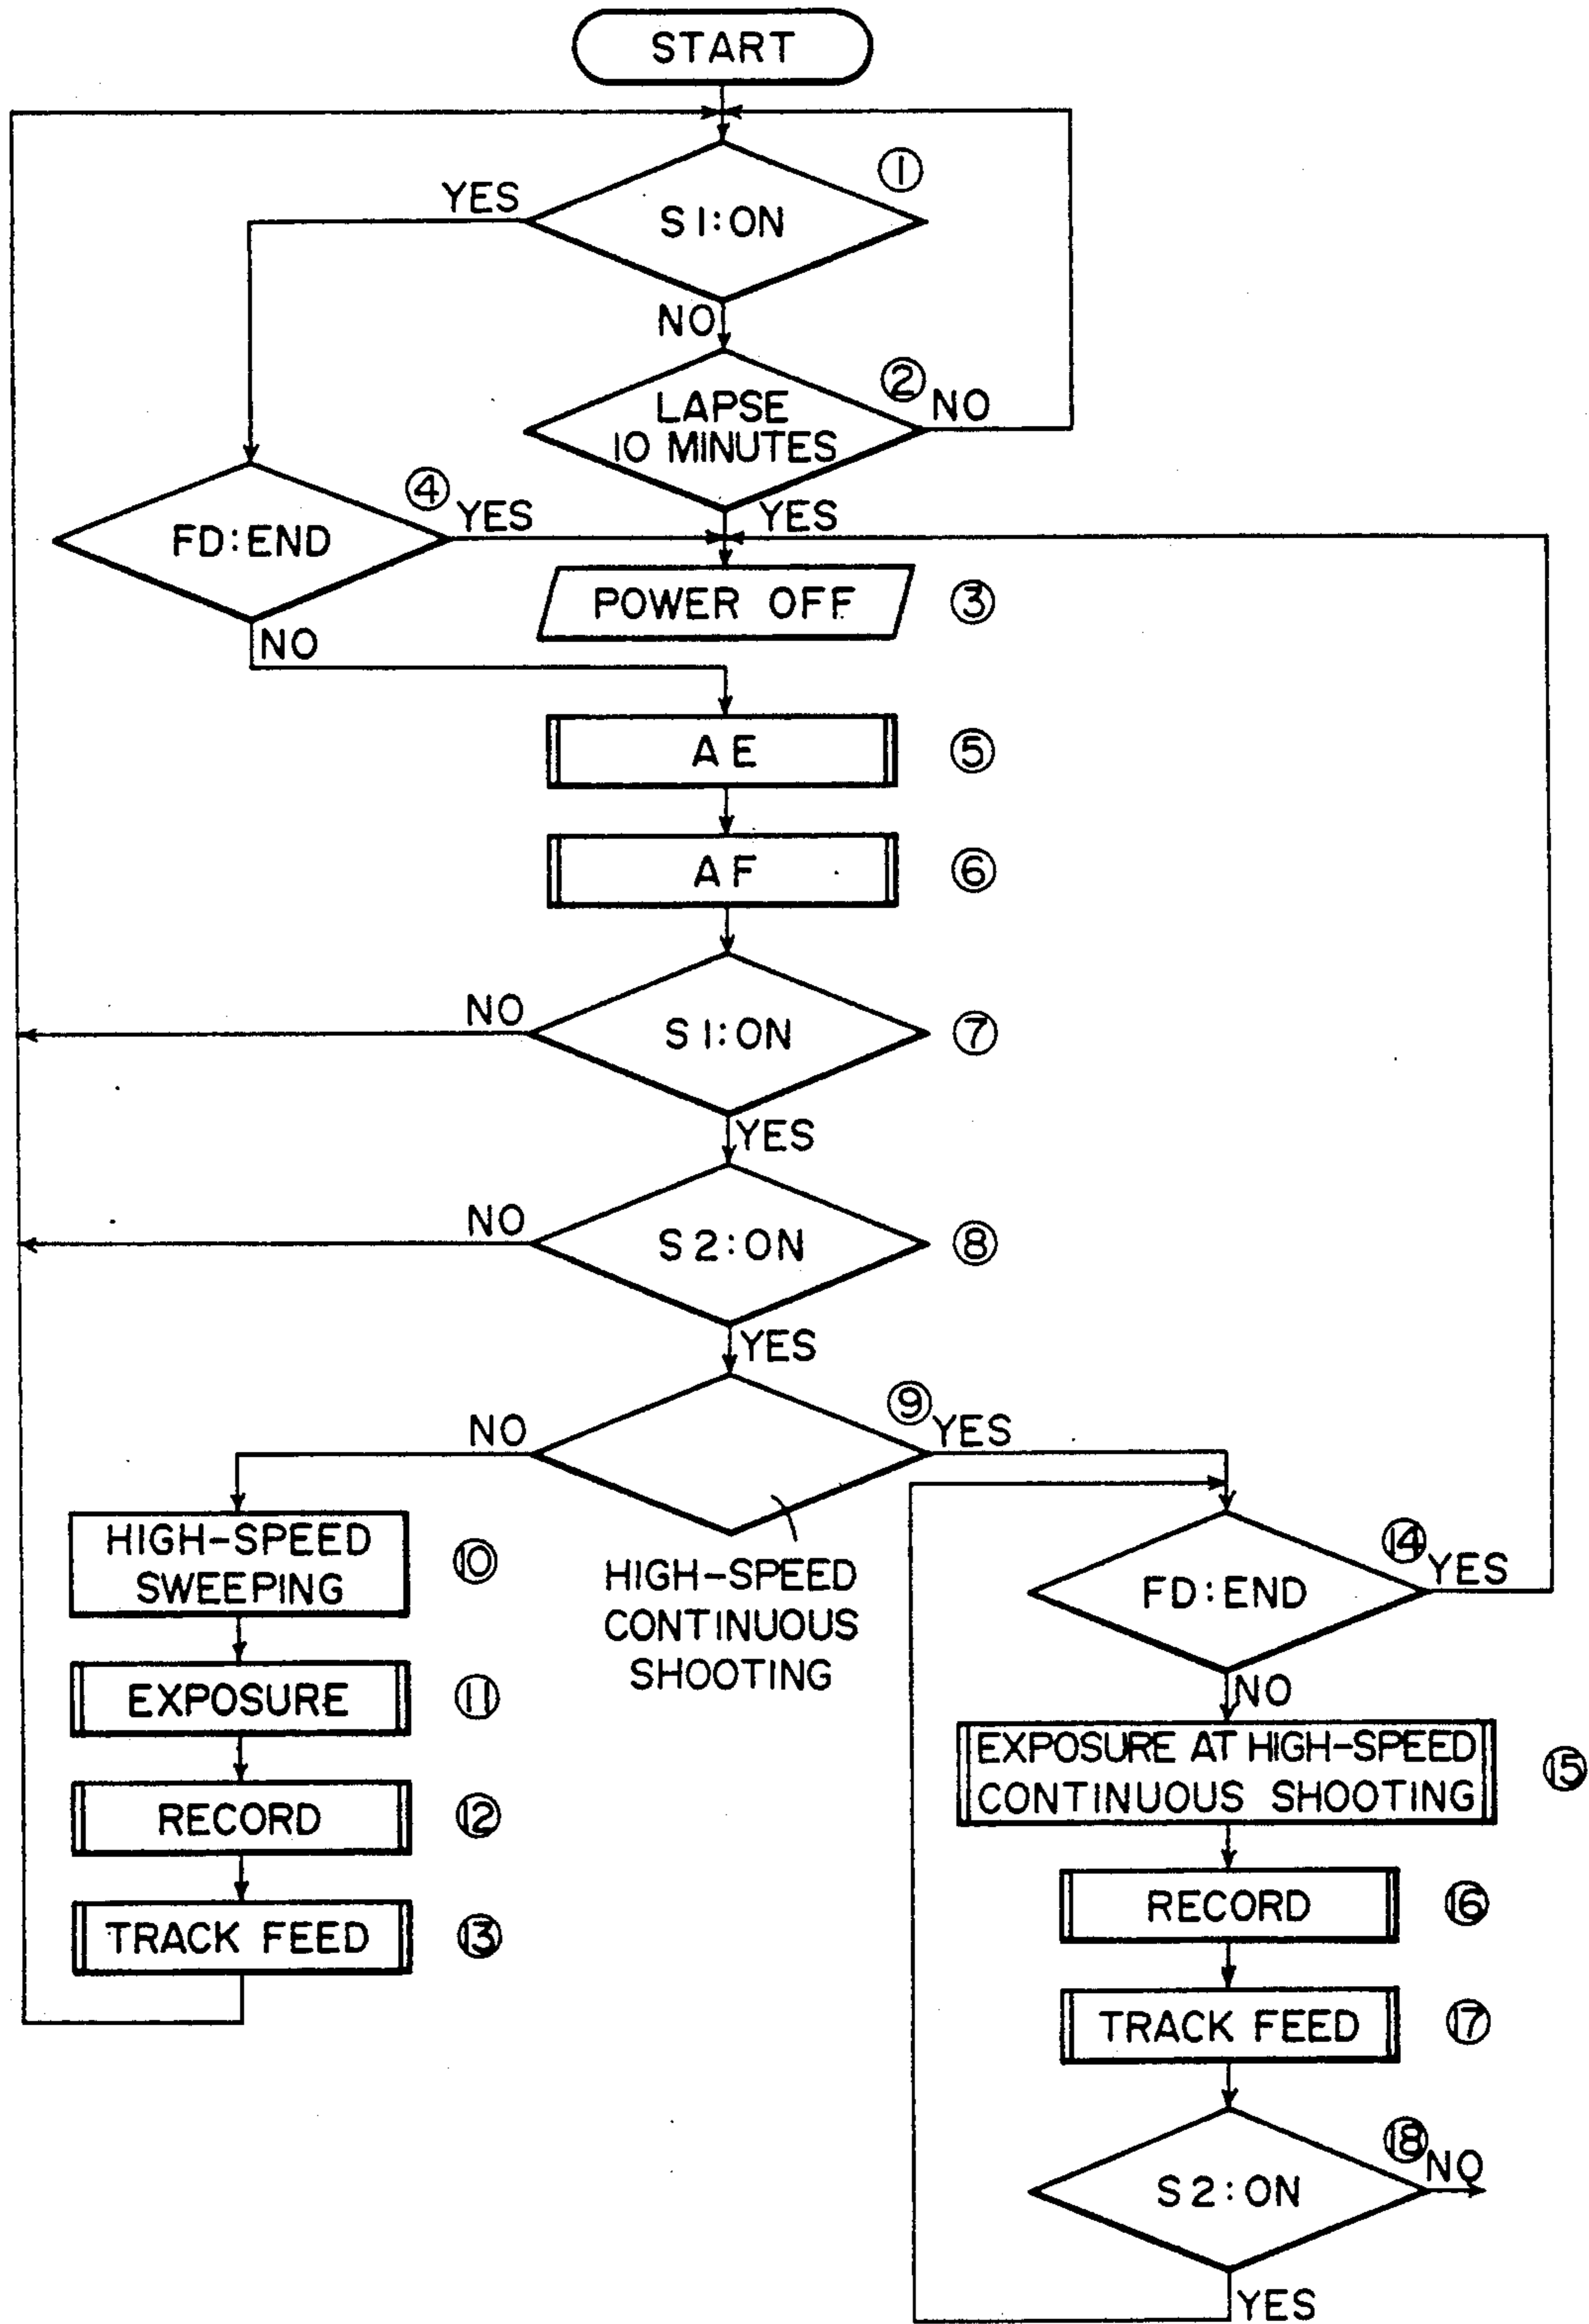 START
①
YES
S1:ON
NO
②
NO
LAPSE
10 MINUTES
YES
④
YES
FD:END
NO
POWER OFF
③
AE
⑤
AF
⑥
NO
S1:ON
⑦
YES
NO
S2:ON
⑧
YES
NO
⑨
YES
HIGH-SPEED
CONTINUOUS
SHOOTING
HIGH-SPEED
SWEEPING
⑩
EXPOSURE
⑪
RECORD
⑫
TRACK FEED
⑬
⑭
YES
FD:END
NO
EXPOSURE AT HIGH-SPEED
CONTINUOUS SHOOTING
⑮
RECORD
⑯
TRACK FEED
⑰
⑱
NO
S2:ON
YES